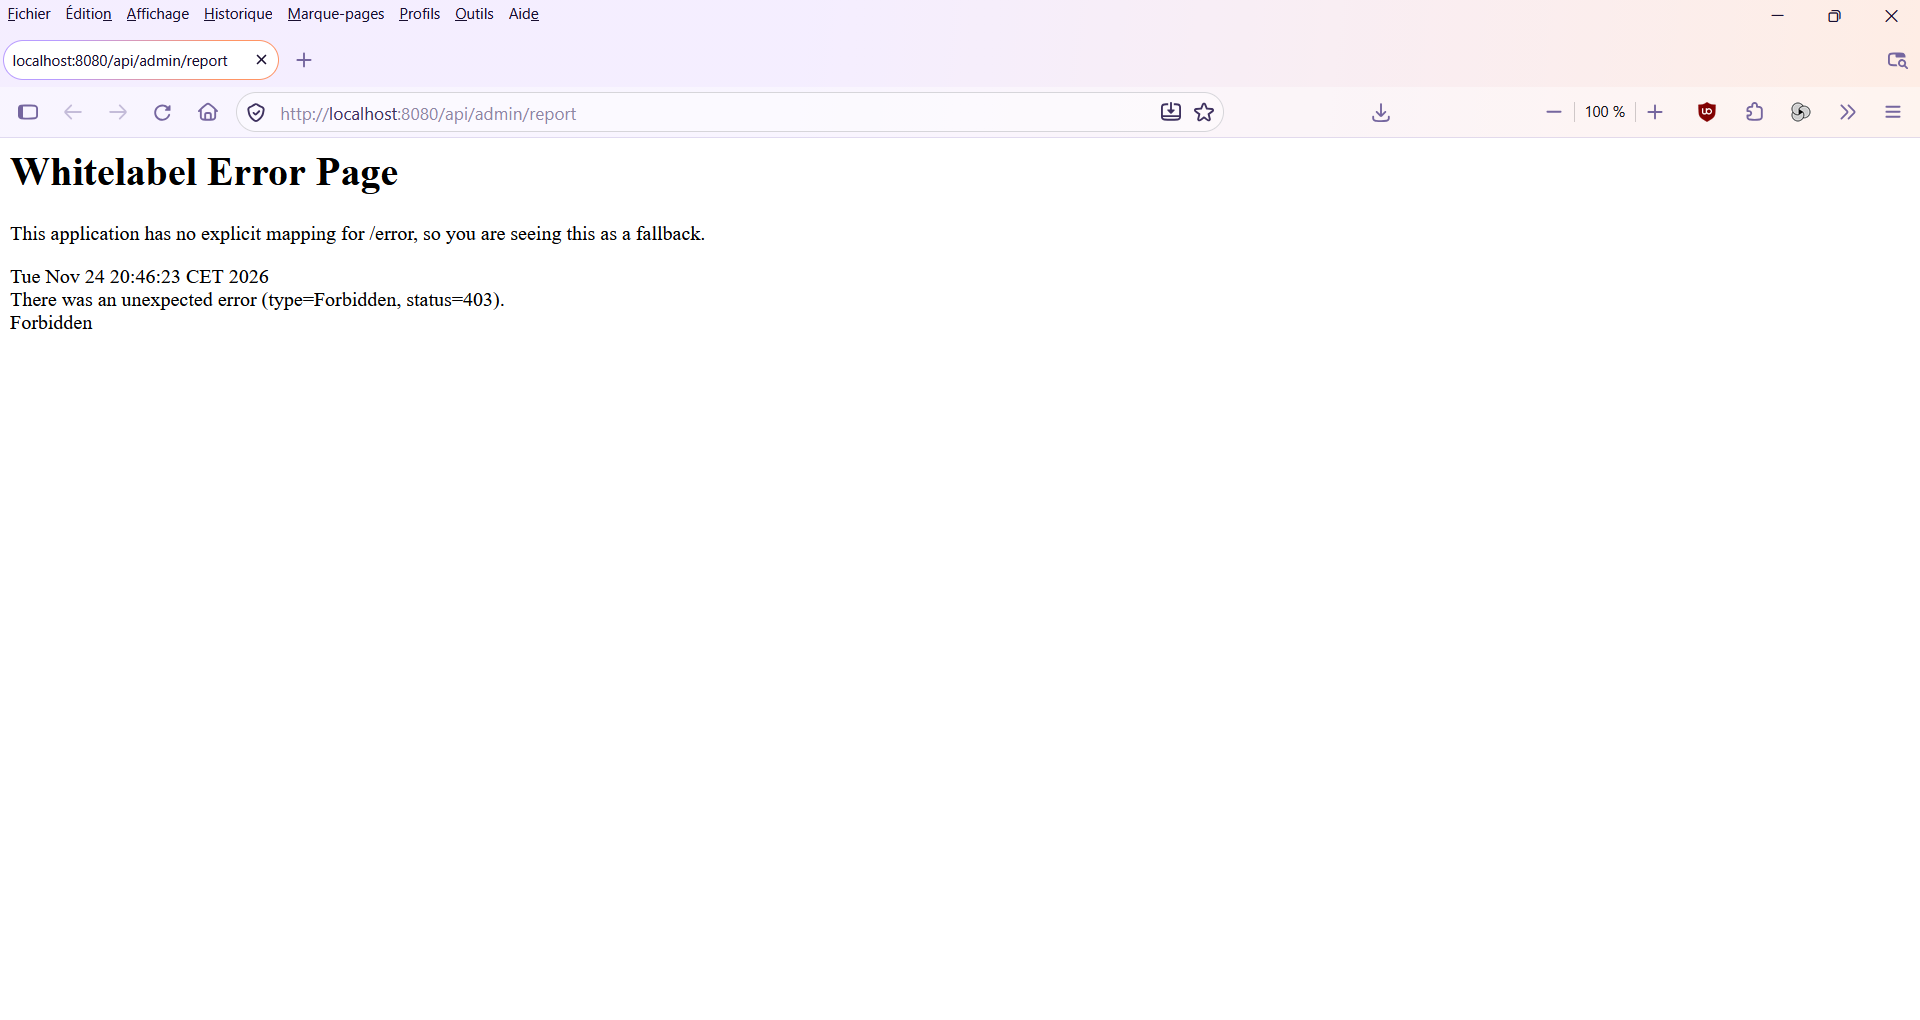 Fichier Édition Affichage Historique Marque-pages Profils Outils Aide
localhost:8080/api/admin/report
http://localhost:8080/api/admin/report
100 %
Whitelabel Error Page
This application has no explicit mapping for /error, so you are seeing this as a fallback.
Tue Nov 24 20:46:23 CET 2026
There was an unexpected error (type=Forbidden, status=403).
Forbidden